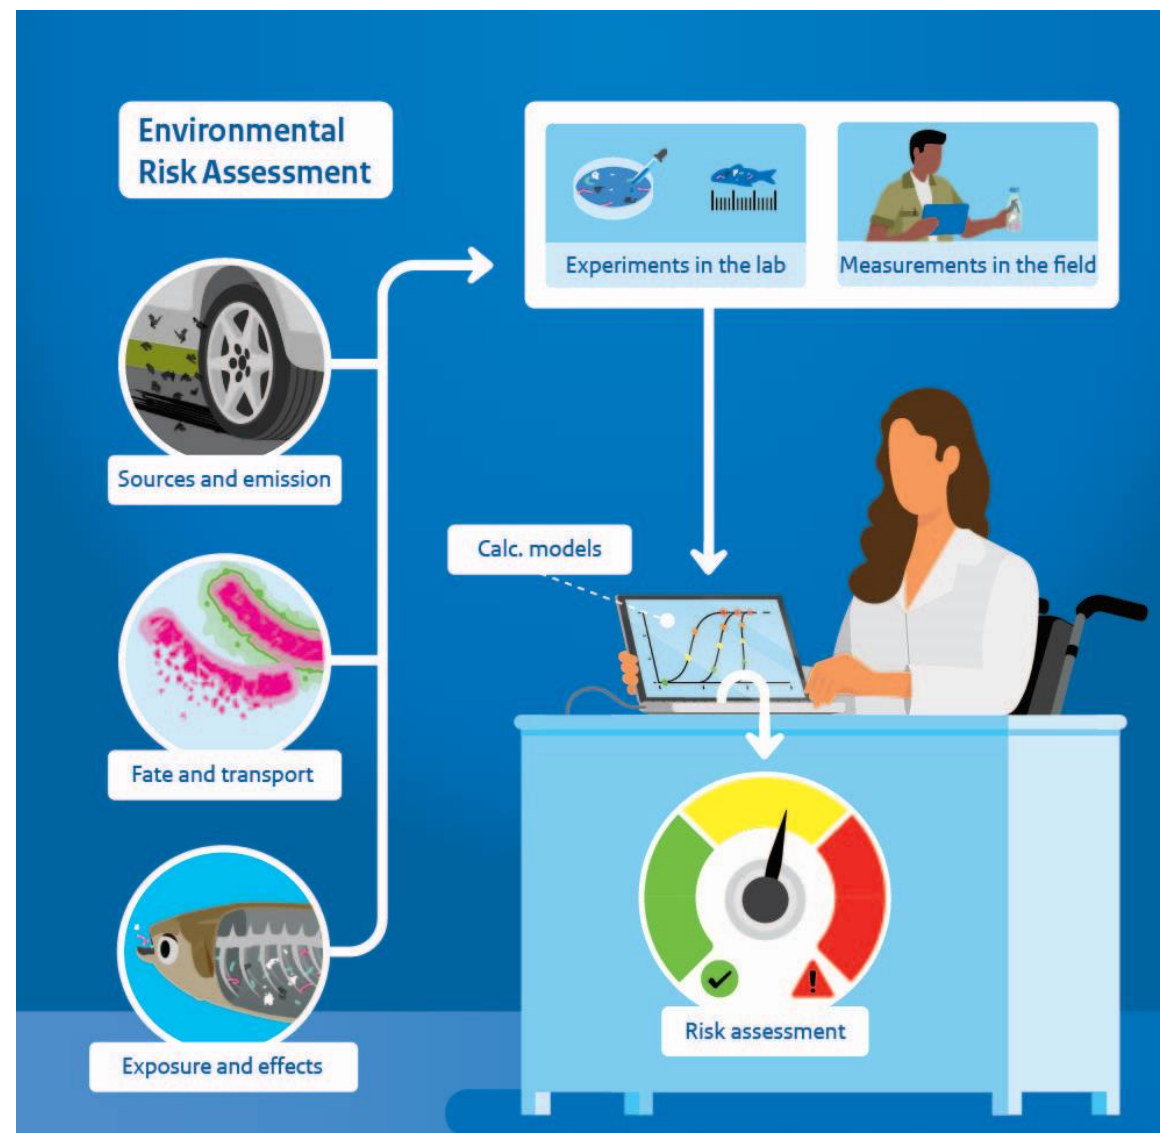 Environmental
Risk Assessment
Experiments in the lab
Measurements in the field
Sources and emission
Calc. models
Fate and transport
Risk assessment
Exposure and effects